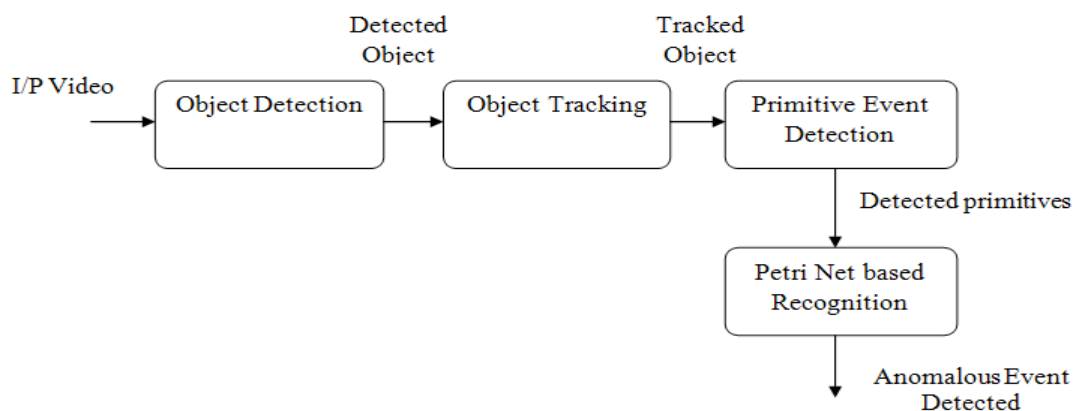 I/P Video
Object Detection
Detected
Object
Object Tracking
Tracked
Object
Primitive Event
Detection
Detected primitives
Petri Net based
Recognition
Anomalous Event
Detected